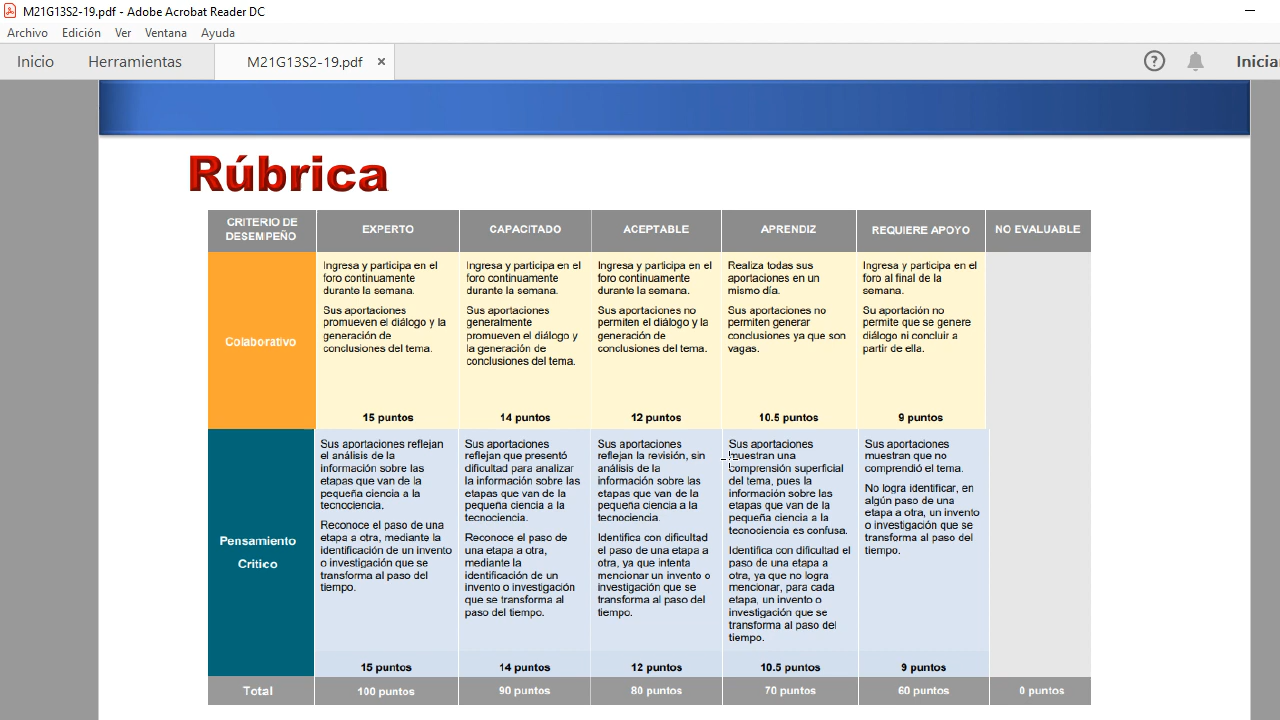 M21G13S2-19.pdf - Adobe Acrobat Reader DC
Archivo Edición Ver Ventana Ayuda
Inicio Herramientas M21G13S2-19.pdf × ? Inicia
Rúbrica
CRITERIO DE
DESEMPEÑO
EXPERTO
CAPACITADO
ACEPTABLE
APRENDIZ
REQUIERE APOYO
NO EVALUABLE
Colaborativo
Ingresa y participa en el
foro continuamente
durante la semana.
Sus aportaciones
promueven el diálogo y la
generación de
conclusiones del tema.
15 puntos
Ingresa y participa en el
foro continuamente
durante la semana.
Sus aportaciones
generalmente
promueven el diálogo y
la generación de
conclusiones del tema.
14 puntos
Ingresa y participa en el
foro continuamente
durante la semana.
Sus aportaciones no
permiten el diálogo y la
generación de
conclusiones del tema.
12 puntos
Realiza todas sus
aportaciones en un
mismo día.
Sus aportaciones no
permiten generar
conclusiones ya que son
vagas.
10.5 puntos
Ingresa y participa en el
foro al final de la
semana.
Su aportación no
permite que se genere
diálogo ni concluir a
partir de ella.
9 puntos
Pensamiento
Critico
Sus aportaciones reflejan
el análisis de la
información sobre las
etapas que van de la
pequeña ciencia a la
tecnociencia.
Reconoce el paso de una
etapa a otra, mediante la
identificación de un invento
o investigación que se
transforma al paso del
tiempo.
15 puntos
Sus aportaciones
reflejan que presentó
dificultad para analizar
la información sobre las
etapas que van de la
pequeña ciencia a la
tecnociencia.
Reconoce el paso de
una etapa a otra,
mediante la
identificación de un
invento o investigación
que se transforma al
paso del tiempo.
14 puntos
Sus aportaciones
reflejan la revisión, sin
análisis de la
información sobre las
etapas que van de la
pequeña ciencia a la
tecnociencia.
Identifica con dificultad
el paso de una etapa a
otra, ya que intenta
mencionar un invento o
investigación que se
transforma al paso del
tiempo.
12 puntos
Sus aportaciones
muestran una
comprensión superficial
del tema, pues la
información sobre las
etapas que van de la
pequeña ciencia a la
tecnociencia es confusa.
Identifica con dificultad el
paso de una etapa a
otra, ya que no logra
mencionar, para cada
etapa, un invento o
investigación que se
transforma al paso del
tiempo.
10.5 puntos
Sus aportaciones
muestran que no
comprendió el tema.
No logra identificar, en
algún paso de una
etapa a otra, un invento
o investigación que se
transforma al paso del
tiempo.
9 puntos
Total 100 puntos 90 puntos 80 puntos 70 puntos 60 puntos 0 puntos